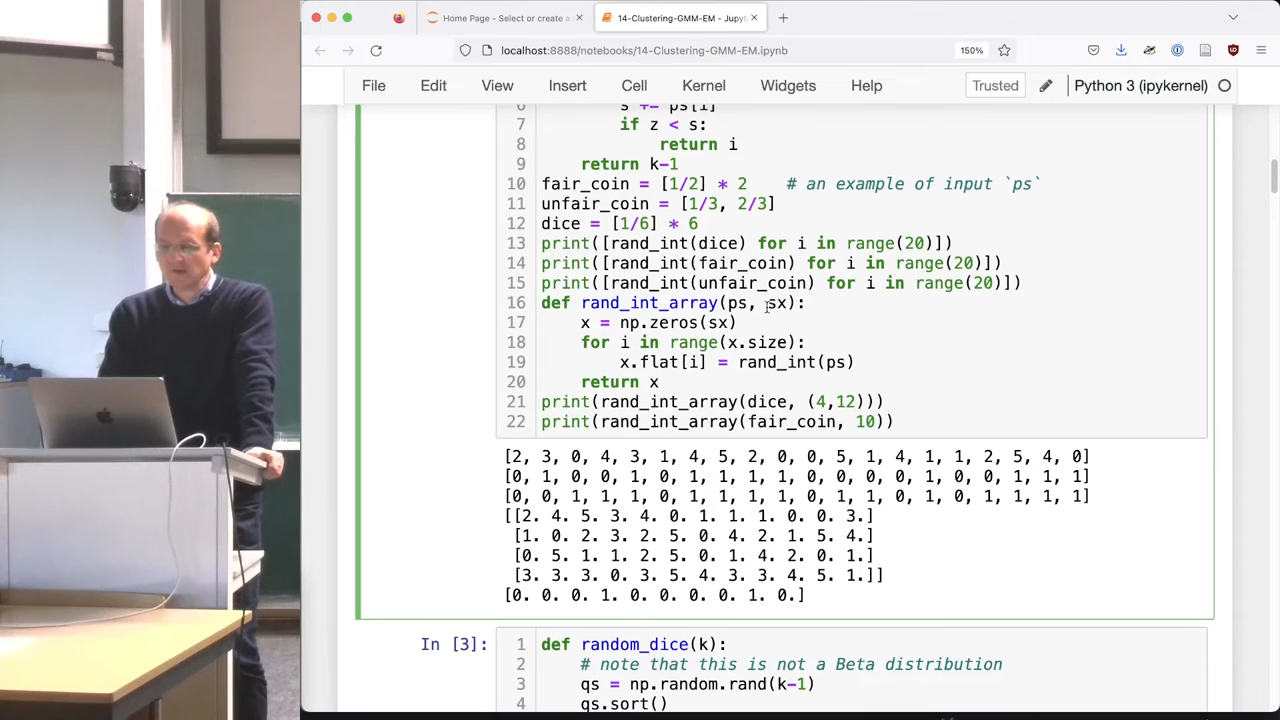 Home Page - Select or create a
14-Clustering-GMM-EM - Jupyt
localhost:8888/notebooks/14-Clustering-GMM-EM.ipynb
150%
File Edit View Insert Cell Kernel Widgets Help Trusted Python 3 (ipykernel)
6 s += ps[i]
7 if z < s:
8 return i
9 return k-1
10 fair_coin = [1/2] * 2 # an example of input `ps`
11 unfair_coin = [1/3, 2/3]
12 dice = [1/6] * 6
13 print([rand_int(dice) for i in range(20)])
14 print([rand_int(fair_coin) for i in range(20)])
15 print([rand_int(unfair_coin) for i in range(20)])
16 def rand_int_array(ps, sx):
17 x = np.zeros(sx)
18 for i in range(x.size):
19 x.flat[i] = rand_int(ps)
20 return x
21 print(rand_int_array(dice, (4,12)))
22 print(rand_int_array(fair_coin, 10))
[2, 3, 0, 4, 3, 1, 4, 5, 2, 0, 0, 5, 1, 4, 1, 1, 2, 5, 4, 0]
[0, 1, 0, 0, 1, 0, 1, 1, 1, 1, 0, 0, 0, 0, 1, 0, 0, 1, 1, 1]
[0, 0, 1, 1, 1, 0, 1, 1, 1, 1, 0, 1, 1, 0, 1, 0, 1, 1, 1, 1]
[[2. 4. 5. 3. 4. 0. 1. 1. 1. 0. 0. 3.]
[1. 0. 2. 3. 2. 5. 0. 4. 2. 1. 5. 4.]
[0. 5. 1. 1. 2. 5. 0. 1. 4. 2. 0. 1.]
[3. 3. 3. 0. 3. 5. 4. 3. 3. 4. 5. 1.]]
[0. 0. 0. 1. 0. 0. 0. 0. 1. 0.]
In [3]: 1 def random_dice(k):
2 # note that this is not a Beta distribution
3 qs = np.random.rand(k-1)
4 qs.sort()